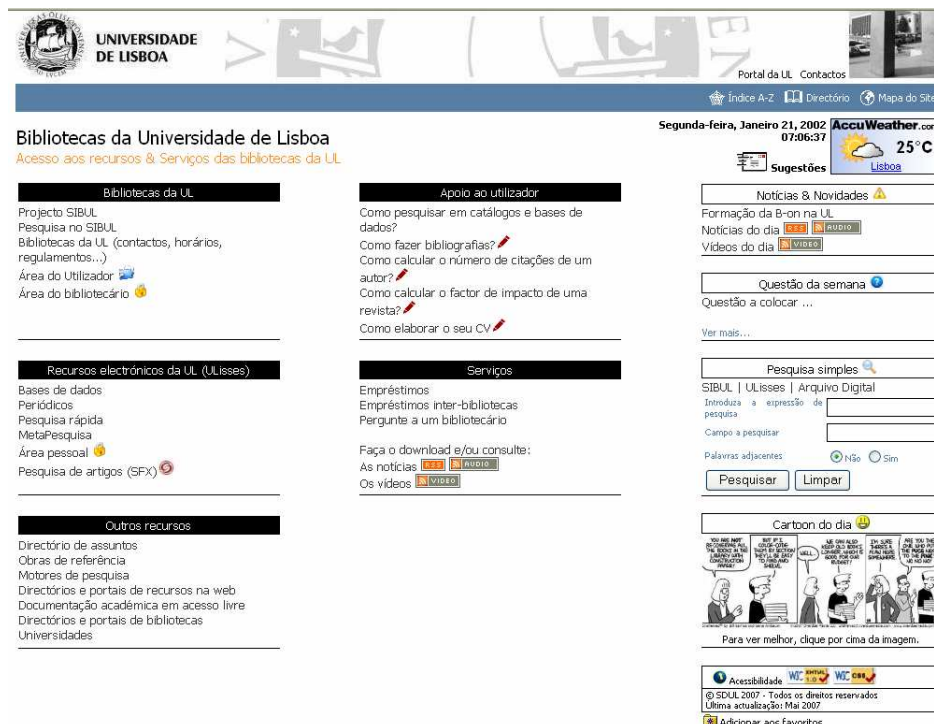 UNIVERSIDADE
DE LISBOA
Portal da UL Contactos
Índice A-Z Directório Mapa do Site
Bibliotecas da Universidade de Lisboa
Acesso aos recursos & Serviços das bibliotecas da UL
Segunda-feira, Janeiro 21, 2002
07:06:37
Sugestões
AccuWeather.com
25°C
Lisboa
Bibliotecas da UL
Projecto SIBUL
Pesquisa no SIBUL
Bibliotecas da UL (contactos, horários,
regulamentos...)
Área do Utilizador
Área do bibliotecário
Apoio ao utilizador
Como pesquisar em catálogos e bases de
dados?
Como fazer bibliografias?
Como calcular o número de citações de um
autor?
Como calcular o factor de impacto de uma
revista?
Como elaborar o seu CV
Notícias & Novidades
Formação da B-on na UL
Notícias do dia RSS AUDIO
Vídeos do dia VIDEO
Questão da semana
Questão a colocar ...
Ver mais...
Recursos electrónicos da UL (ULisses)
Bases de dados
Periódicos
Pesquisa rápida
MetaPesquisa
Área pessoal
Pesquisa de artigos (SFX)
Serviços
Empréstimos
Empréstimos inter-bibliotecas
Pergunte a um bibliotecário
Faça o download e/ou consulte:
As notícias RSS AUDIO
Os vídeos VIDEO
Pesquisa simples
SIBUL | ULisses | Arquivo Digital
Introduza a expressão de
pesquisa
Campo a pesquisar
Palavras adjacentes Não Sim
Pesquisar Limpar
Outros recursos
Directório de assuntos
Obras de referência
Motores de pesquisa
Directórios e portais de recursos na web
Documentação académica em acesso livre
Directórios e portais de bibliotecas
Universidades
Cartoon do dia
Para ver melhor, clique por cima da imagem.
Acessibilidade W3C XHTML 1.0 W3C CSS
© SDUL 2007 - Todos os direitos reservados
Última actualização: Mai 2007
Adicionar aos favoritos